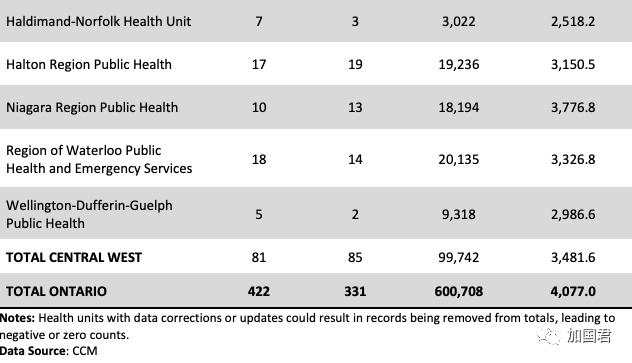 Haldimand-Norfolk Health Unit 7 3 3,022 2,518.2
Halton Region Public Health 17 19 19,236 3,150.5
Niagara Region Public Health 10 13 18,194 3,776.8
Region of Waterloo Public
Health and Emergency Services 18 14 20,135 3,326.8
Wellington-Dufferin-Guelph
Public Health 5 2 9,318 2,986.6
TOTAL CENTRAL WEST 81 85 99,742 3,481.6
TOTAL ONTARIO 422 331 600,708 4,077.0
Notes: Health units with data corrections or updates could result in records being removed from totals, leading to
negative or zero counts.
Data Source: CCM
加国君